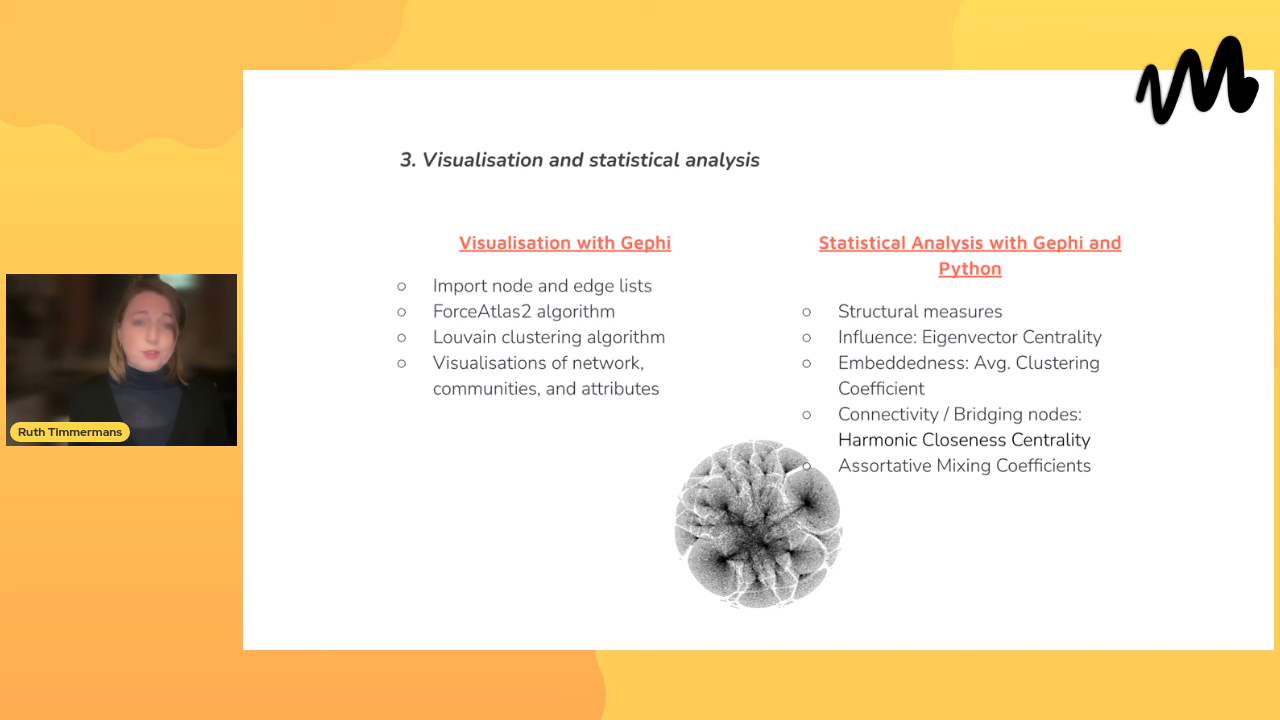 3. Visualisation and statistical analysis
Visualisation with Gephi
○ Import node and edge lists
○ ForceAtlas2 algorithm
○ Louvain clustering algorithm
○ Visualisations of network,
communities, and attributes
Statistical Analysis with Gephi and
Python
○ Structural measures
○ Influence: Eigenvector Centrality
○ Embeddedness: Avg. Clustering
Coefficient
○ Connectivity / Bridging nodes:
Harmonic Closeness Centrality
○ Assortative Mixing Coefficients
Ruth Timmermans